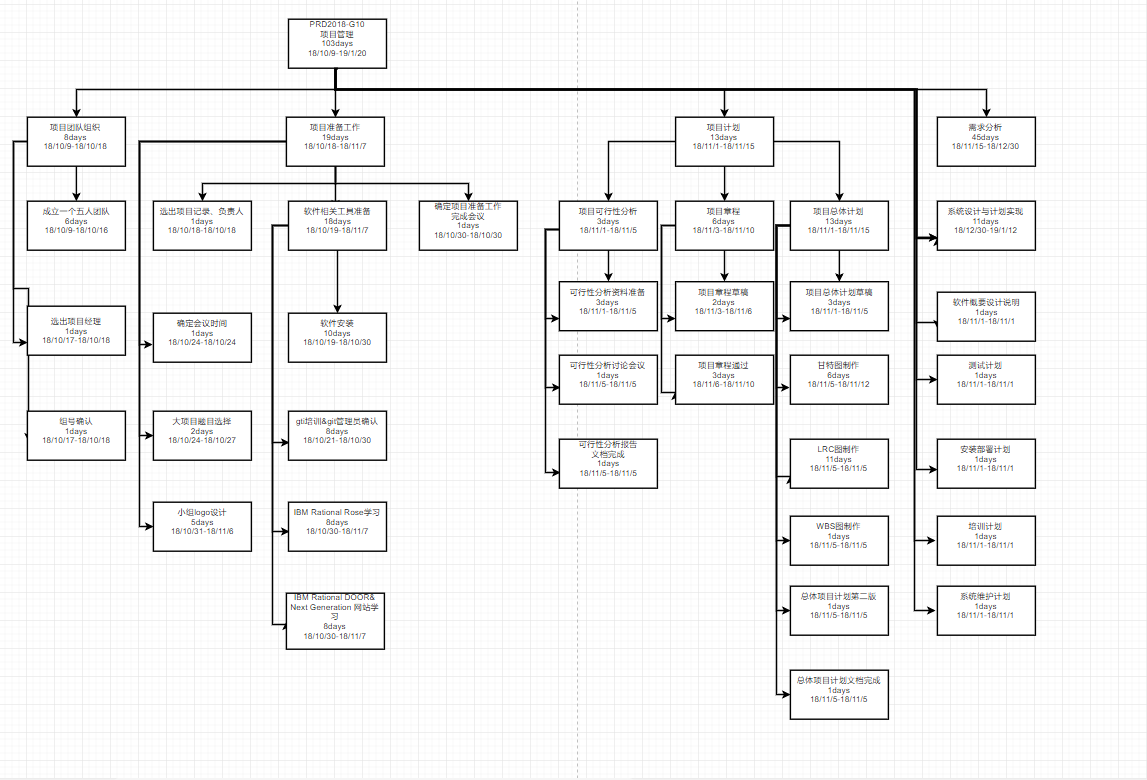 PRD2018-G10
项目管理
103days
18/10/9-19/1/20
项目团队组织
8days
18/10/9-18/10/18
项目准备工作
19days
18/10/18-18/11/7
项目计划
13days
18/11/1-18/11/15
需求分析
45days
18/11/15-18/12/30
成立一个五人团队
6days
18/10/9-18/10/16
选出项目记录、负责人
1days
18/10/18-18/10/18
软件相关工具准备
18days
18/10/19-18/11/7
确定项目准备工作
完成会议
1days
18/10/30-18/10/30
项目可行性分析
3days
18/11/1-18/11/5
项目章程
6days
18/11/3-18/11/10
项目总体计划
13days
18/11/1-18/11/15
系统设计与计划实现
11days
18/12/30-19/1/12
选出项目经理
1days
18/10/17-18/10/18
确定会议时间
1days
18/10/24-18/10/24
软件安装
10days
18/10/19-18/10/30
可行性分析资料准备
3days
18/11/1-18/11/5
项目章程草稿
2days
18/11/3-18/11/6
项目总体计划草稿
3days
18/11/1-18/11/5
软件概要设计说明
1days
18/11/1-18/11/1
可行性分析讨论会议
1days
18/11/5-18/11/5
项目章程通过
3days
18/11/6-18/11/10
甘特图制作
6days
18/11/5-18/11/12
测试计划
1days
18/11/1-18/11/1
组号确认
1days
18/10/17-18/10/18
大项目题目选择
2days
18/10/24-18/10/27
gti培训&git管理员确认
8days
18/10/21-18/10/30
可行性分析报告
文档完成
1days
18/11/5-18/11/5
LRC图制作
11days
18/11/5-18/11/5
安装部署计划
1days
18/11/1-18/11/1
小组logo设计
5days
18/10/31-18/11/6
IBM Rational Rose学习
8days
18/10/30-18/11/7
WBS图制作
1days
18/11/5-18/11/5
培训计划
1days
18/11/1-18/11/1
IBM Rational DOOR&
Next Generation 网站学
习
8days
18/10/30-18/11/7
总体项目计划第二版
1days
18/11/5-18/11/5
系统维护计划
1days
18/11/1-18/11/1
总体项目计划文档完成
1days
18/11/5-18/11/5